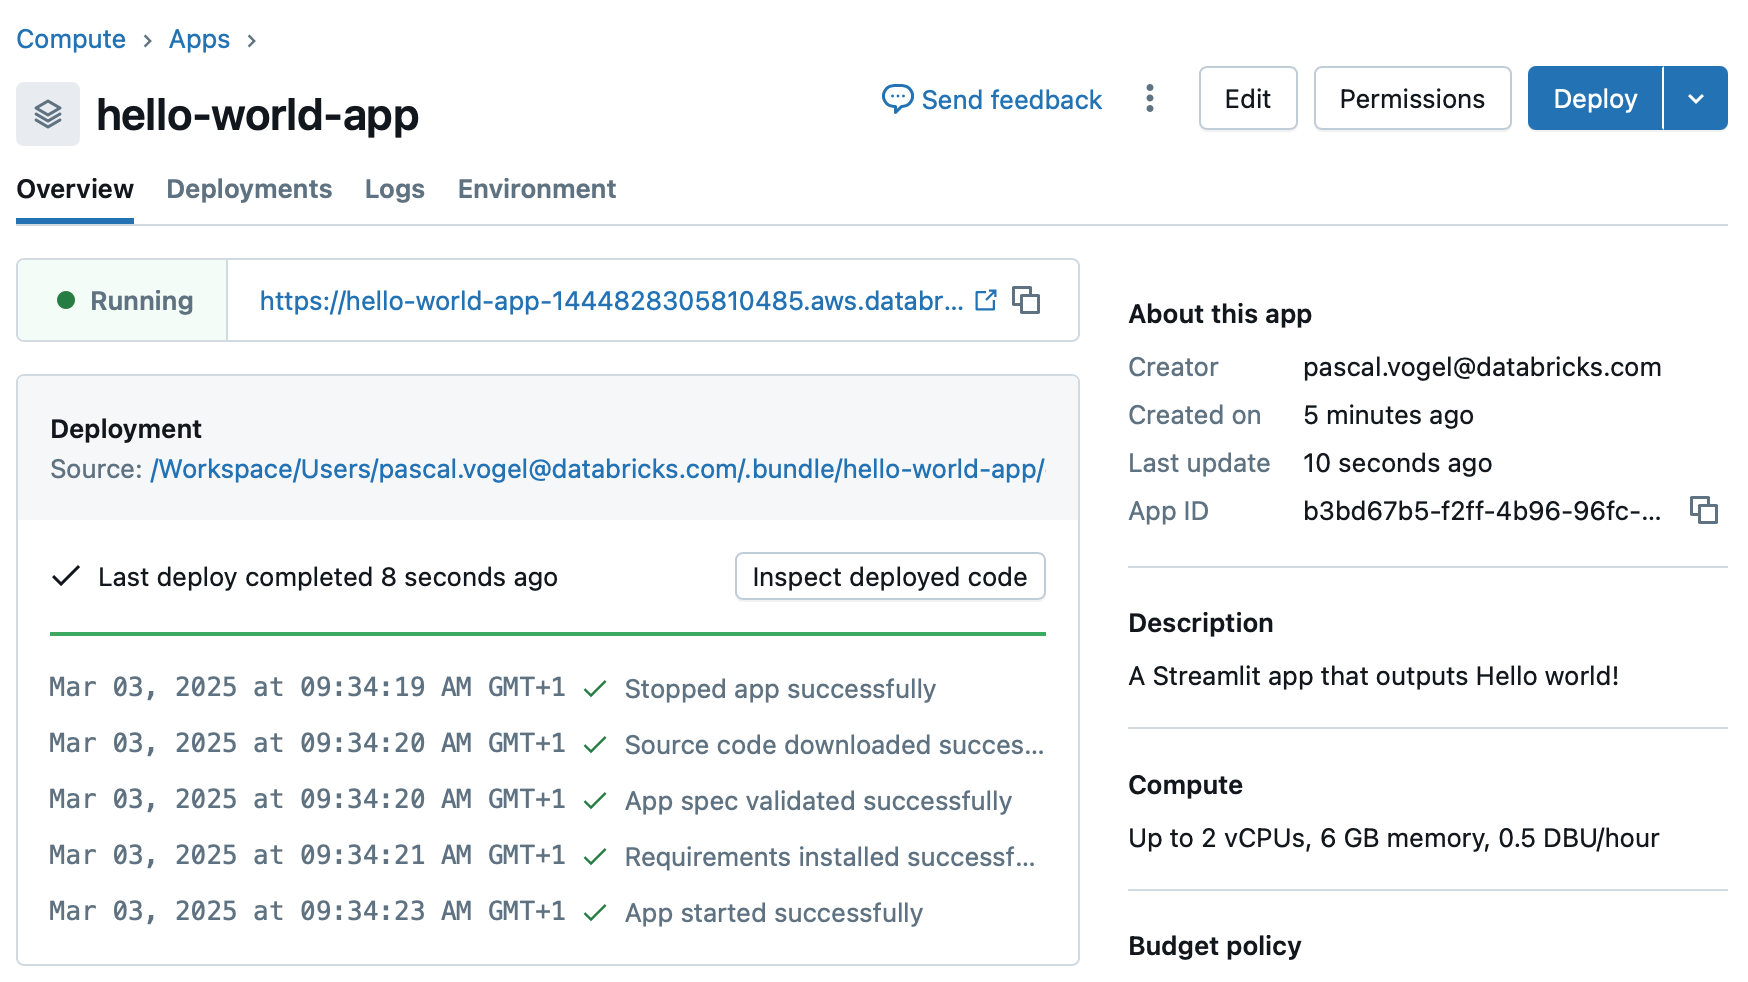 Compute > Apps >
hello-world-app
Send feedback
Edit
Permissions
Deploy
Overview
Deployments
Logs
Environment
Running
https://hello-world-app-1444828305810485.aws.databr...
Deployment
Source: /Workspace/Users/pascal.vogel@databricks.com/.bundle/hello-world-app/
Last deploy completed 8 seconds ago
Inspect deployed code
Mar 03, 2025 at 09:34:19 AM GMT+1 Stopped app successfully
Mar 03, 2025 at 09:34:20 AM GMT+1 Source code downloaded succes...
Mar 03, 2025 at 09:34:20 AM GMT+1 App spec validated successfully
Mar 03, 2025 at 09:34:21 AM GMT+1 Requirements installed successf...
Mar 03, 2025 at 09:34:23 AM GMT+1 App started successfully
About this app
Creator pascal.vogel@databricks.com
Created on 5 minutes ago
Last update 10 seconds ago
App ID b3bd67b5-f2ff-4b96-96fc-...
Description
A Streamlit app that outputs Hello world!
Compute
Up to 2 vCPUs, 6 GB memory, 0.5 DBU/hour
Budget policy